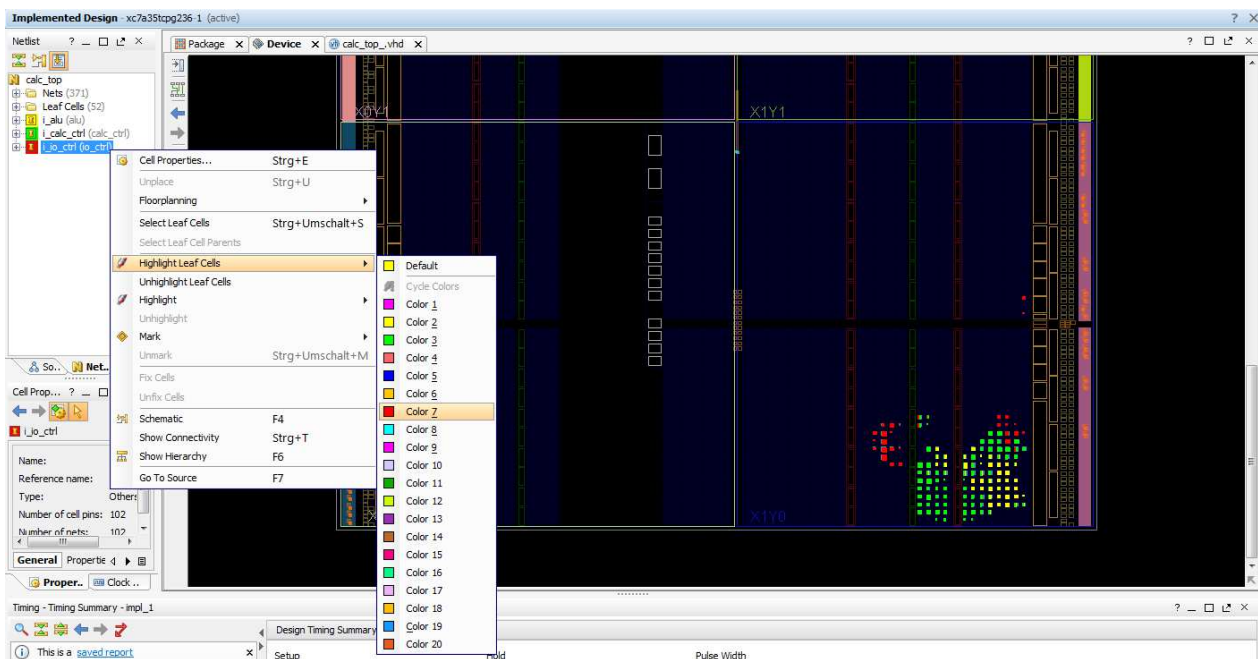 Implemented Design - xc7a35tcpg236-1 (active)
Netlist
calc_top
Nets (371)
Leaf Cells (52)
i_alu (alu)
i_calc_ctrl (calc_ctrl)
i_io_ctrl (io_ctrl)
Package
Device
calc_top_.vhd
X0Y1
X1Y1
X1Y0
Cell Properties... Strg+E
Unplace Strg+U
Floorplanning
Select Leaf Cells Strg+Umschalt+S
Select Leaf Cell Parents
Highlight Leaf Cells
Unhighlight Leaf Cells
Highlight
Unhighlight
Mark
Unmark Strg+Umschalt+M
Fix Cells
Unfix Cells
Schematic F4
Show Connectivity Strg+T
Show Hierarchy F6
Go To Source F7
Default
Cycle Colors
Color 1
Color 2
Color 3
Color 4
Color 5
Color 6
Color 7
Color 8
Color 9
Color 10
Color 11
Color 12
Color 13
Color 14
Color 15
Color 16
Color 17
Color 18
Color 19
Color 20
So..
Net..
Cell Prop...
i_io_ctrl
Name:
Reference name:
Type: Others
Number of cell pins: 102
Number of nets: 102
General
Propertie
Proper..
Clock ..
Timing - Timing Summary - impl_1
This is a saved report
Design Timing Summary
Setup
Hold
Pulse Width